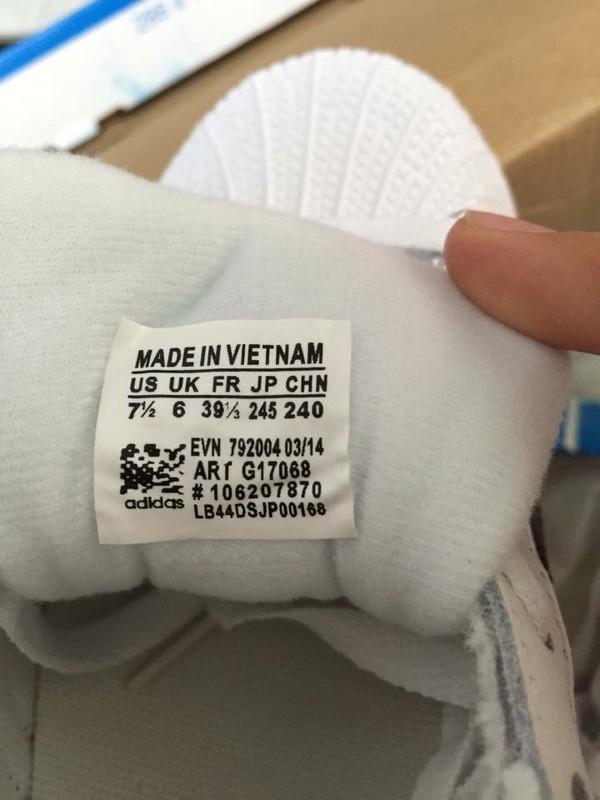 MADE IN VIETNAM
US UK FR JP CHN
7½ 6 39⅓ 245 240
EVN 792004 03/14
ART G17068
# 106207870
adidas
LB44DSJP00168